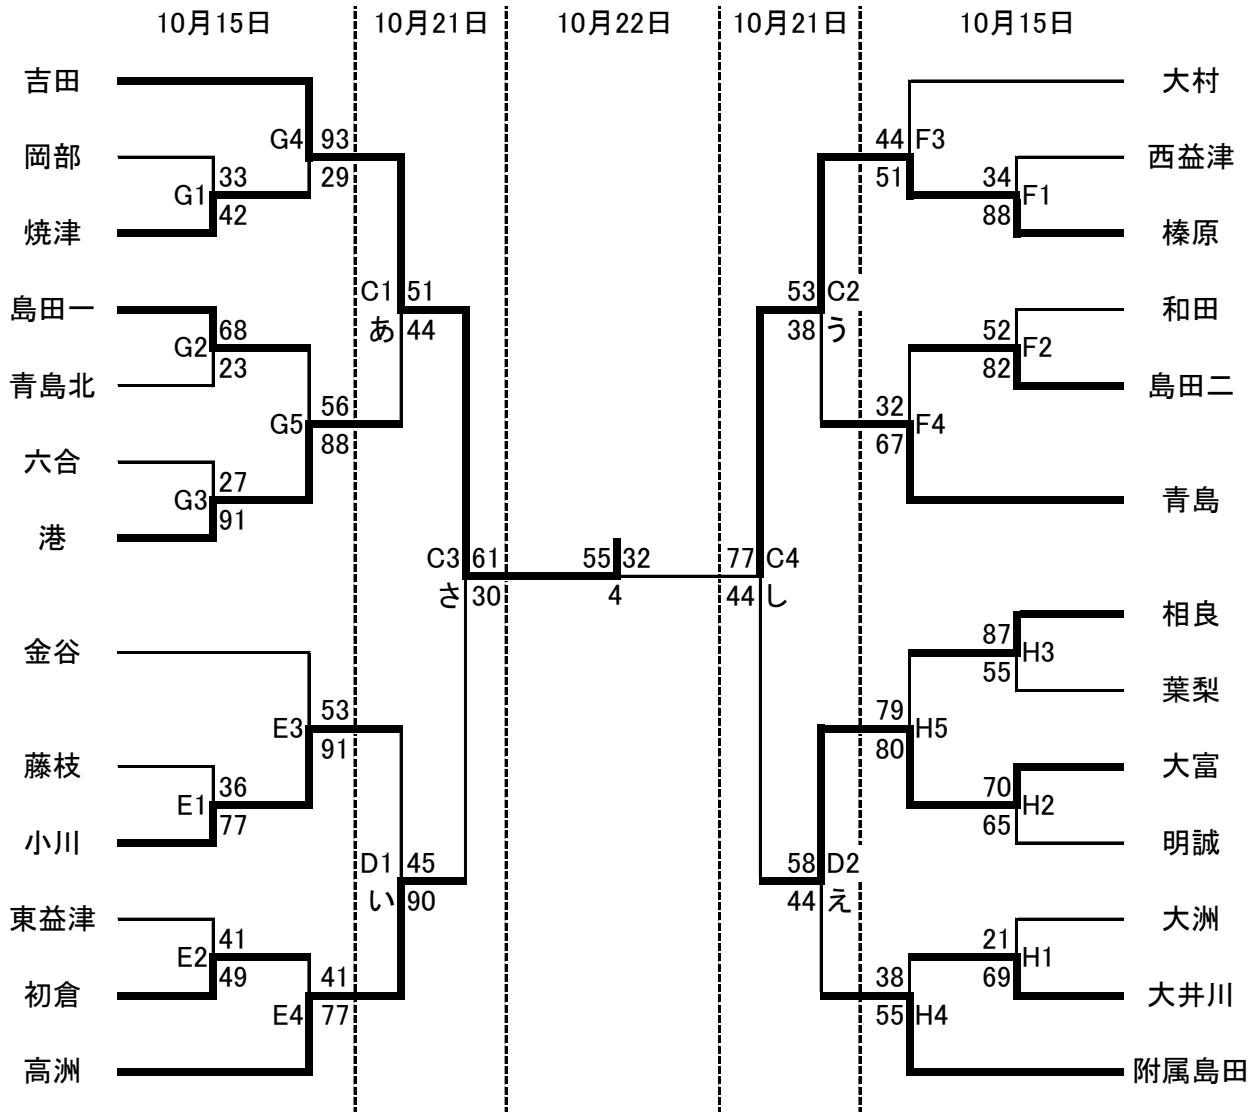 10月15日 10月21日 10月22日 10月21日 10月15日
吉田
G4 93
29
岡部
G1 33
42
焼津
島田一
G2 68
23
青島北
G5 56
88
六合
G3 27
91
港
C1 51
あ 44
C3 61
さ 30
金谷
E3 53
91
藤枝
E1 36
77
小川
D1 45
い 90
東益津
E2 41
49
初倉
E4 41
77
高洲
55 32
4
大村
44 F3
51
西益津
34 F1
88
榛原
53 C2
38 う
和田
52 F2
82
島田二
32 F4
67
青島
77 C4
44 し
相良
87 H3
55
葉梨
79 H5
80
大富
70 H2
65
明誠
58 D2
44 え
大洲
21 H1
69
大井川
38 H4
55
附属島田